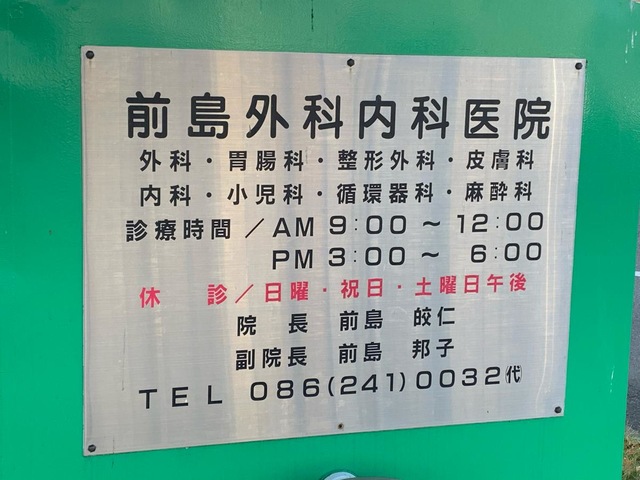 前島外科内科医院
外科・胃腸科・整形外科・皮膚科
内科・小児科・循環器科・麻酔科
診療時間／AM 9:00 ～ 12:00
PM 3:00 ～ 6:00
休 診／日曜・祝日・土曜日午後
院 長 前島 皎仁
副院長 前島 邦子
TEL 086(241)0032㈹